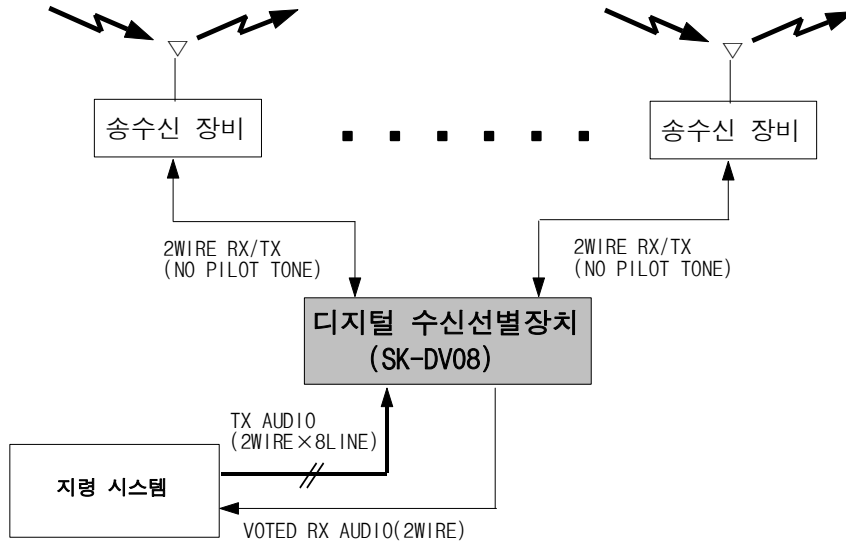 송수신 장비
송수신 장비
2WIRE RX/TX
(NO PILOT TONE)
2WIRE RX/TX
(NO PILOT TONE)
디지털 수신선별장치
(SK-DV08)
TX AUDIO
(2WIRE×8LINE)
지령 시스템
VOTED RX AUDIO(2WIRE)